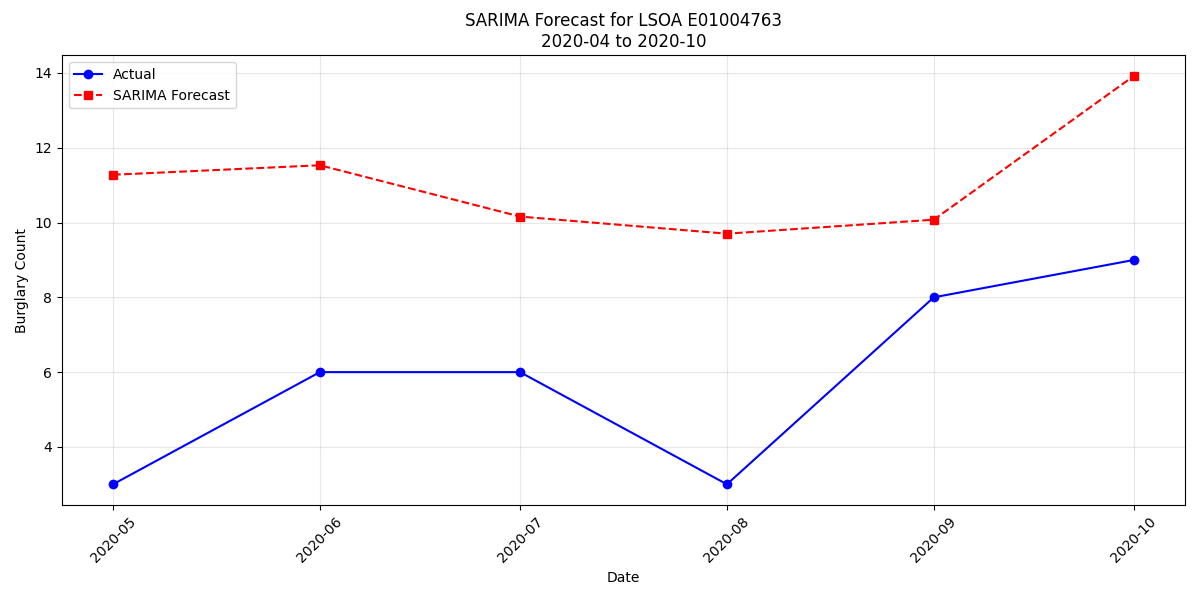 SARIMA Forecast for LSOA E01004763
2020-04 to 2020-10
Actual
SARIMA Forecast
14
12
10
8
6
4
Burglary Count
2020-05
2020-06
2020-07
2020-08
2020-09
2020-10
Date